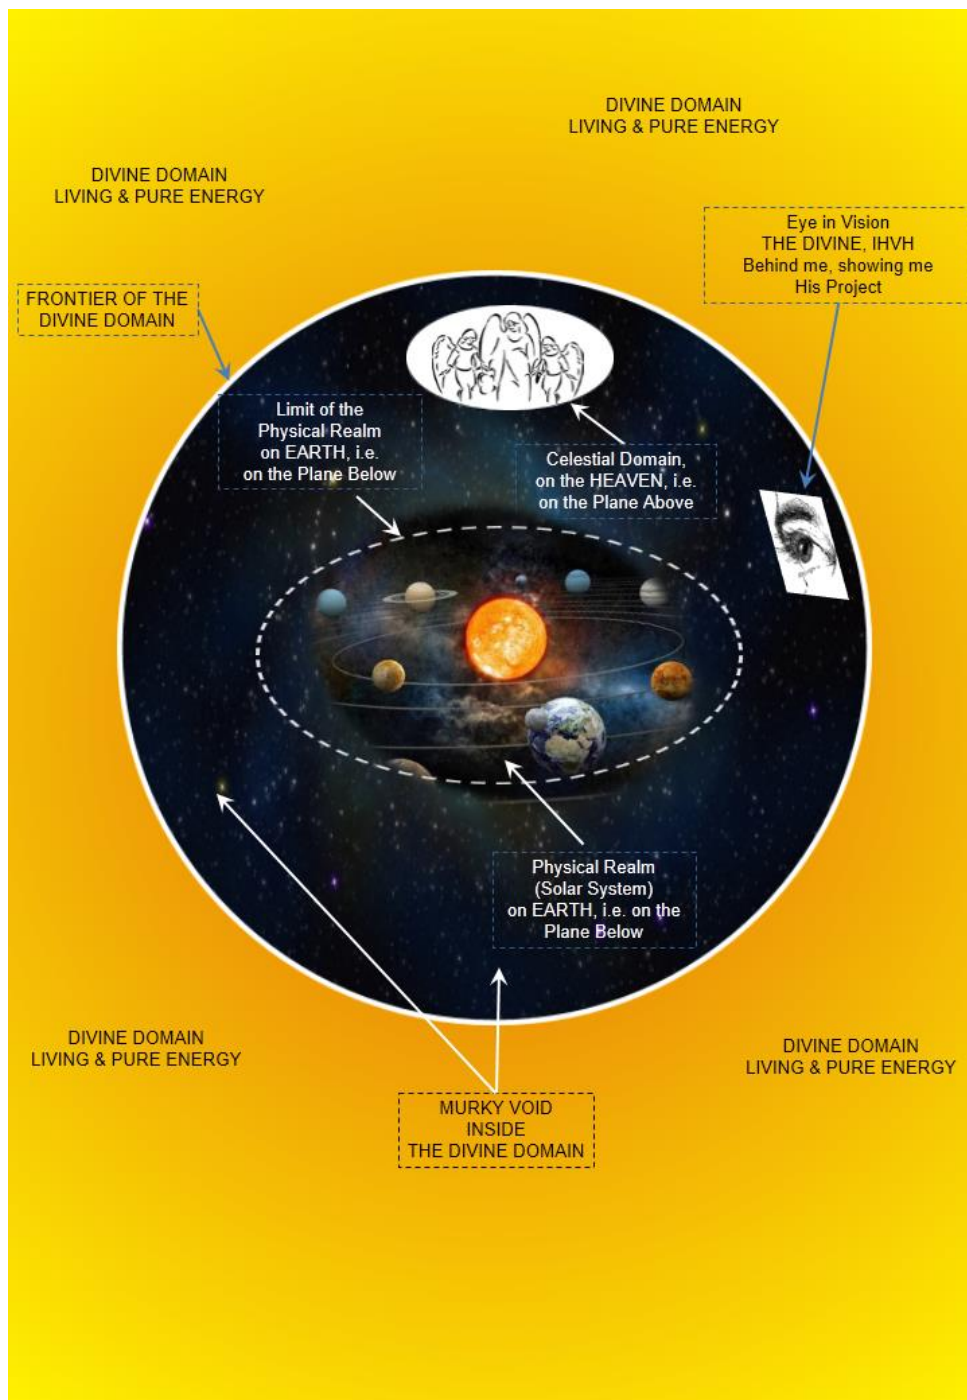 DIVINE DOMAIN
LIVING & PURE ENERGY
DIVINE DOMAIN
LIVING & PURE ENERGY
Eye in Vision
THE DIVINE, IHVH
Behind me, showing me
His Project
FRONTIER OF THE
DIVINE DOMAIN
Limit of the
Physical Realm
on EARTH, i.e.
on the Plane Below
Celestial Domain,
on the HEAVEN, i.e.
on the Plane Above
Physical Realm
(Solar System)
on EARTH, i.e. on the
Plane Below
DIVINE DOMAIN
LIVING & PURE ENERGY
DIVINE DOMAIN
LIVING & PURE ENERGY
MURKY VOID
INSIDE
THE DIVINE DOMAIN